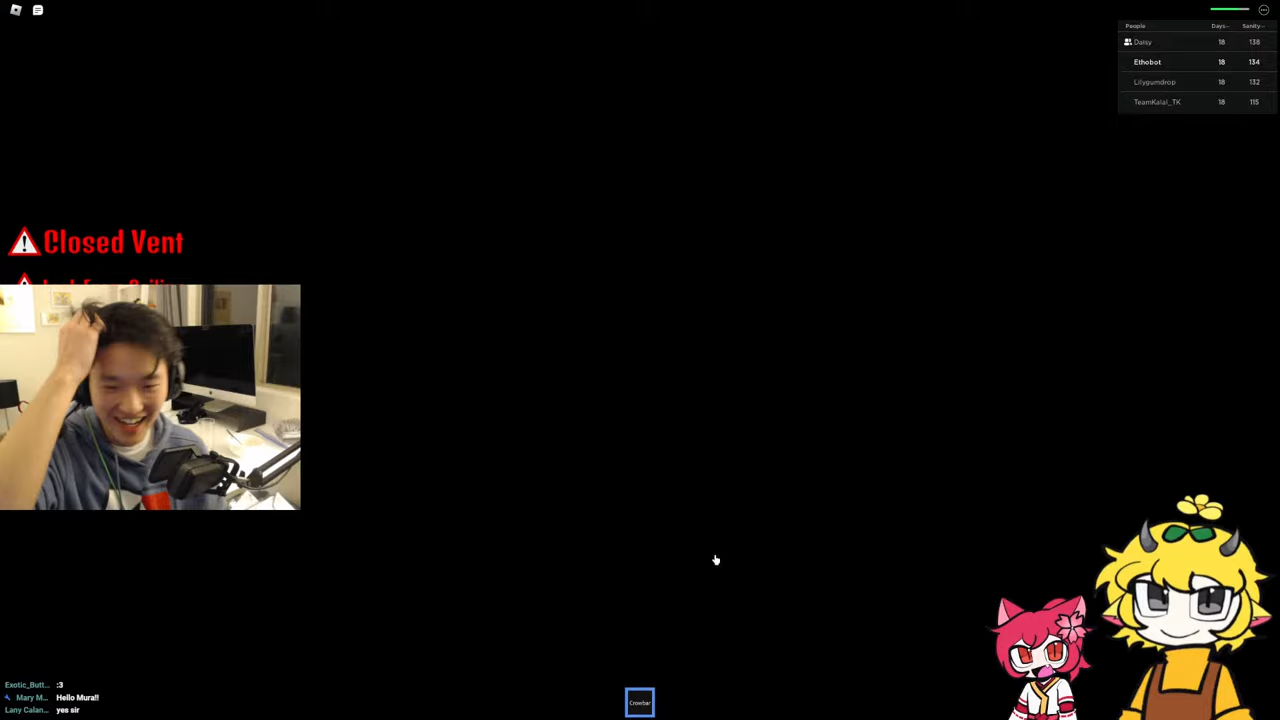 People Days Sanity
Daisy 18 138
Ethobot 18 134
Lilygumdrop 18 132
TeamKalal_TK 18 115
Closed Vent
Exotic_Butt... :3
Mary M... Hello Mura!!
Lany Calan... yes sir
Crowbar